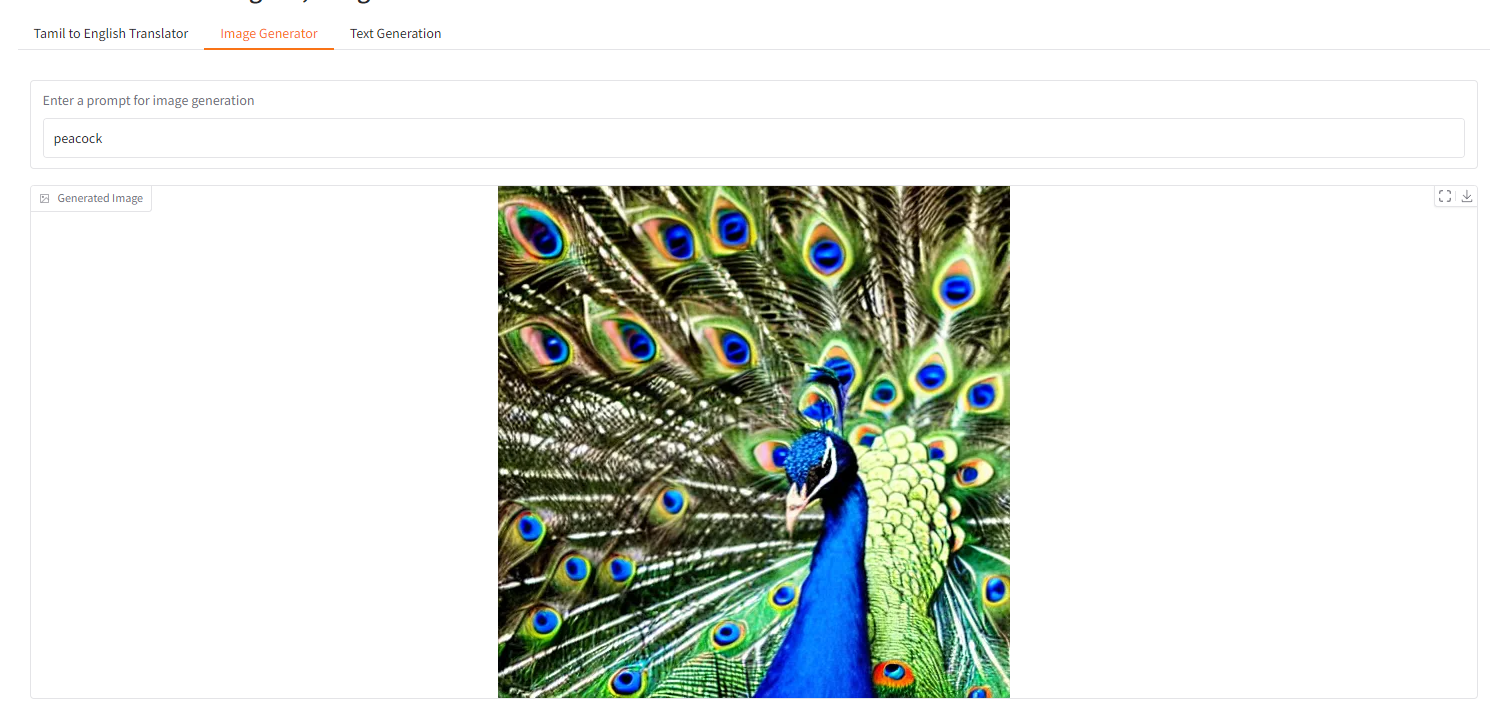 Tamil to English Translator
Image Generator
Text Generation
Enter a prompt for image generation
peacock
Generated Image